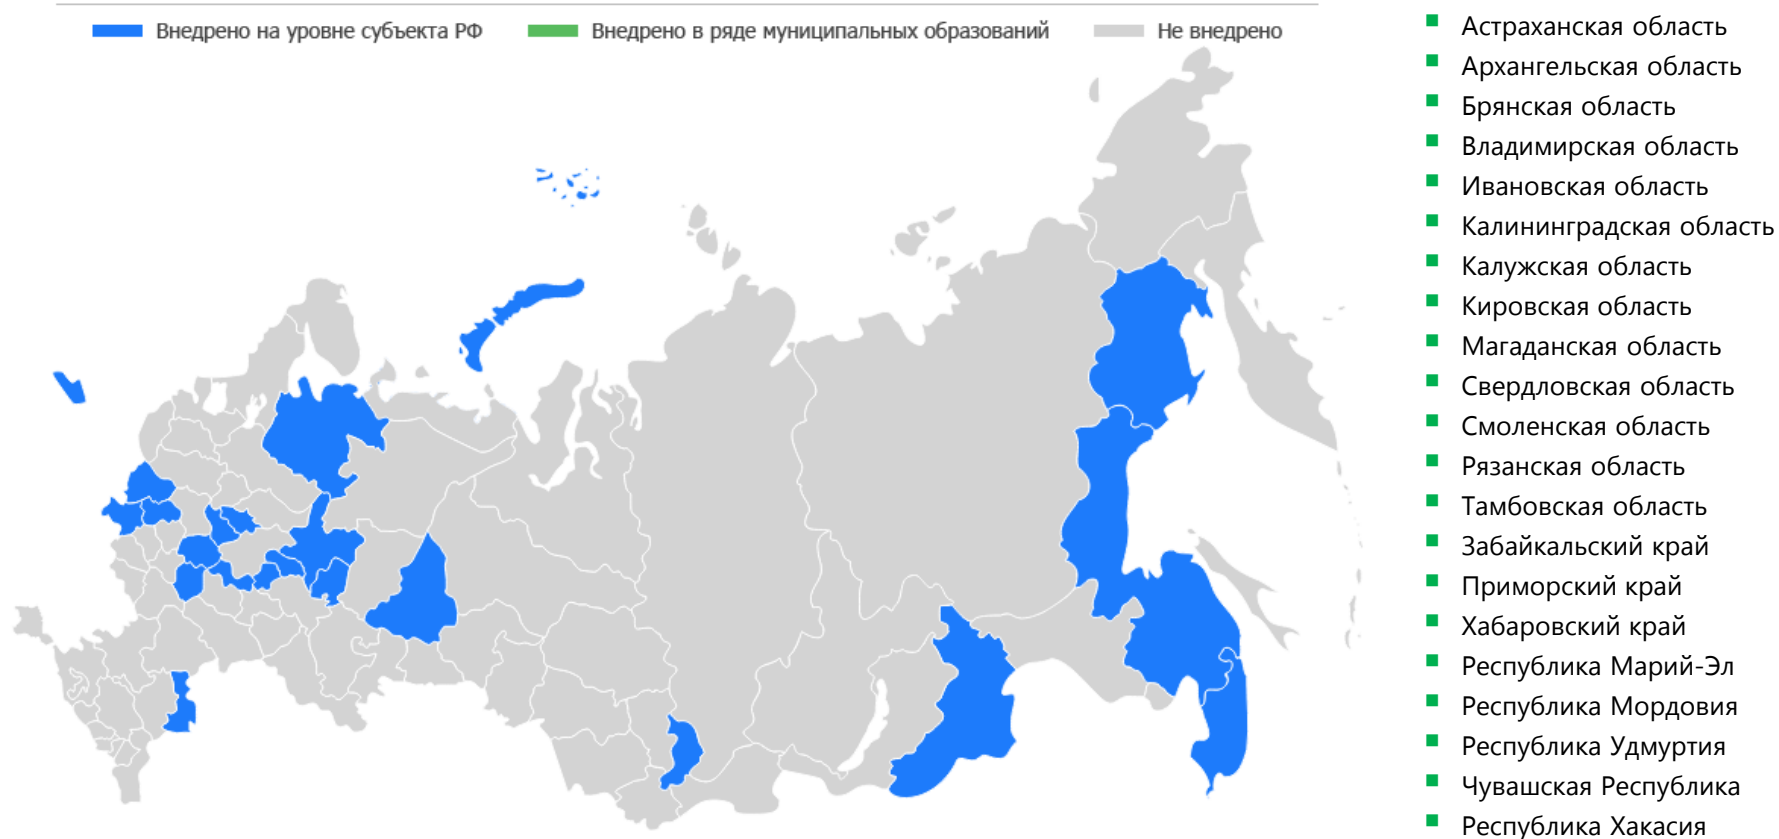 Внедрено на уровне субъекта РФ
Внедрено в ряде муниципальных образований
Не внедрено
Астраханская область
Архангельская область
Брянская область
Владимирская область
Ивановская область
Калининградская область
Калужская область
Кировская область
Магаданская область
Свердловская область
Смоленская область
Рязанская область
Тамбовская область
Забайкальский край
Приморский край
Хабаровский край
Республика Марий-Эл
Республика Мордовия
Республика Удмуртия
Чувашская Республика
Республика Хакасия